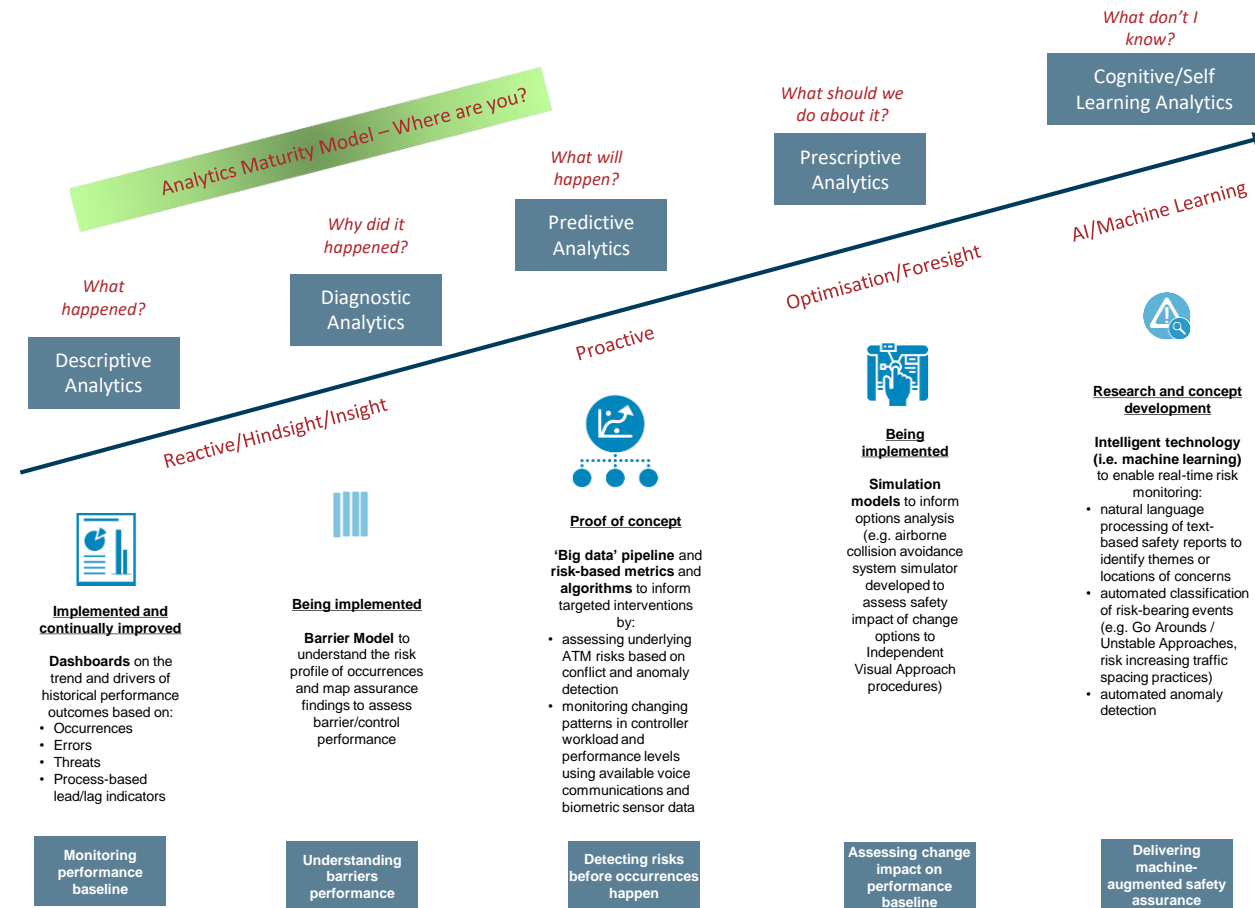 Analytics Maturity Model – Where are you?
What
happened?
Descriptive
Analytics
Why did it
happened?
Diagnostic
Analytics
What will
happen?
Predictive
Analytics
What should we
do about it?
Prescriptive
Analytics
What don't I
know?
Cognitive/Self
Learning Analytics
Reactive/Hindsight/Insight
Proactive
Optimisation/Foresight
AI/Machine Learning
Implemented and
continually improved
Dashboards on the
trend and drivers of
historical performance
outcomes based on:
• Occurrences
• Errors
• Threats
• Process-based
lead/lag indicators
Monitoring
performance
baseline
Being implemented
Barrier Model to
understand the risk
profile of occurrences
and map assurance
findings to assess
barrier/control
performance
Understanding
barriers
performance
Proof of concept
‘Big data’ pipeline and
risk-based metrics and
algorithms to inform
targeted interventions
by:
• assessing underlying
ATM risks based on
conflict and anomaly
detection
• monitoring changing
patterns in controller
workload and
performance levels
using available voice
communications and
biometric sensor data
Detecting risks
before occurrences
happen
Being
implemented
Simulation
models to inform
options analysis
(e.g. airborne
collision avoidance
system simulator
developed to
assess safety
impact of change
options to
Independent
Visual Approach
procedures)
Assessing change
impact on
performance
baseline
Research and concept
development
Intelligent technology
(i.e. machine learning)
to enable real-time risk
monitoring:
• natural language
processing of text-
based safety reports to
identify themes or
locations of concerns
• automated classification
of risk-bearing events
(e.g. Go Arounds /
Unstable Approaches,
risk increasing traffic
spacing practices)
• automated anomaly
detection
Delivering
machine-
augmented safety
assurance